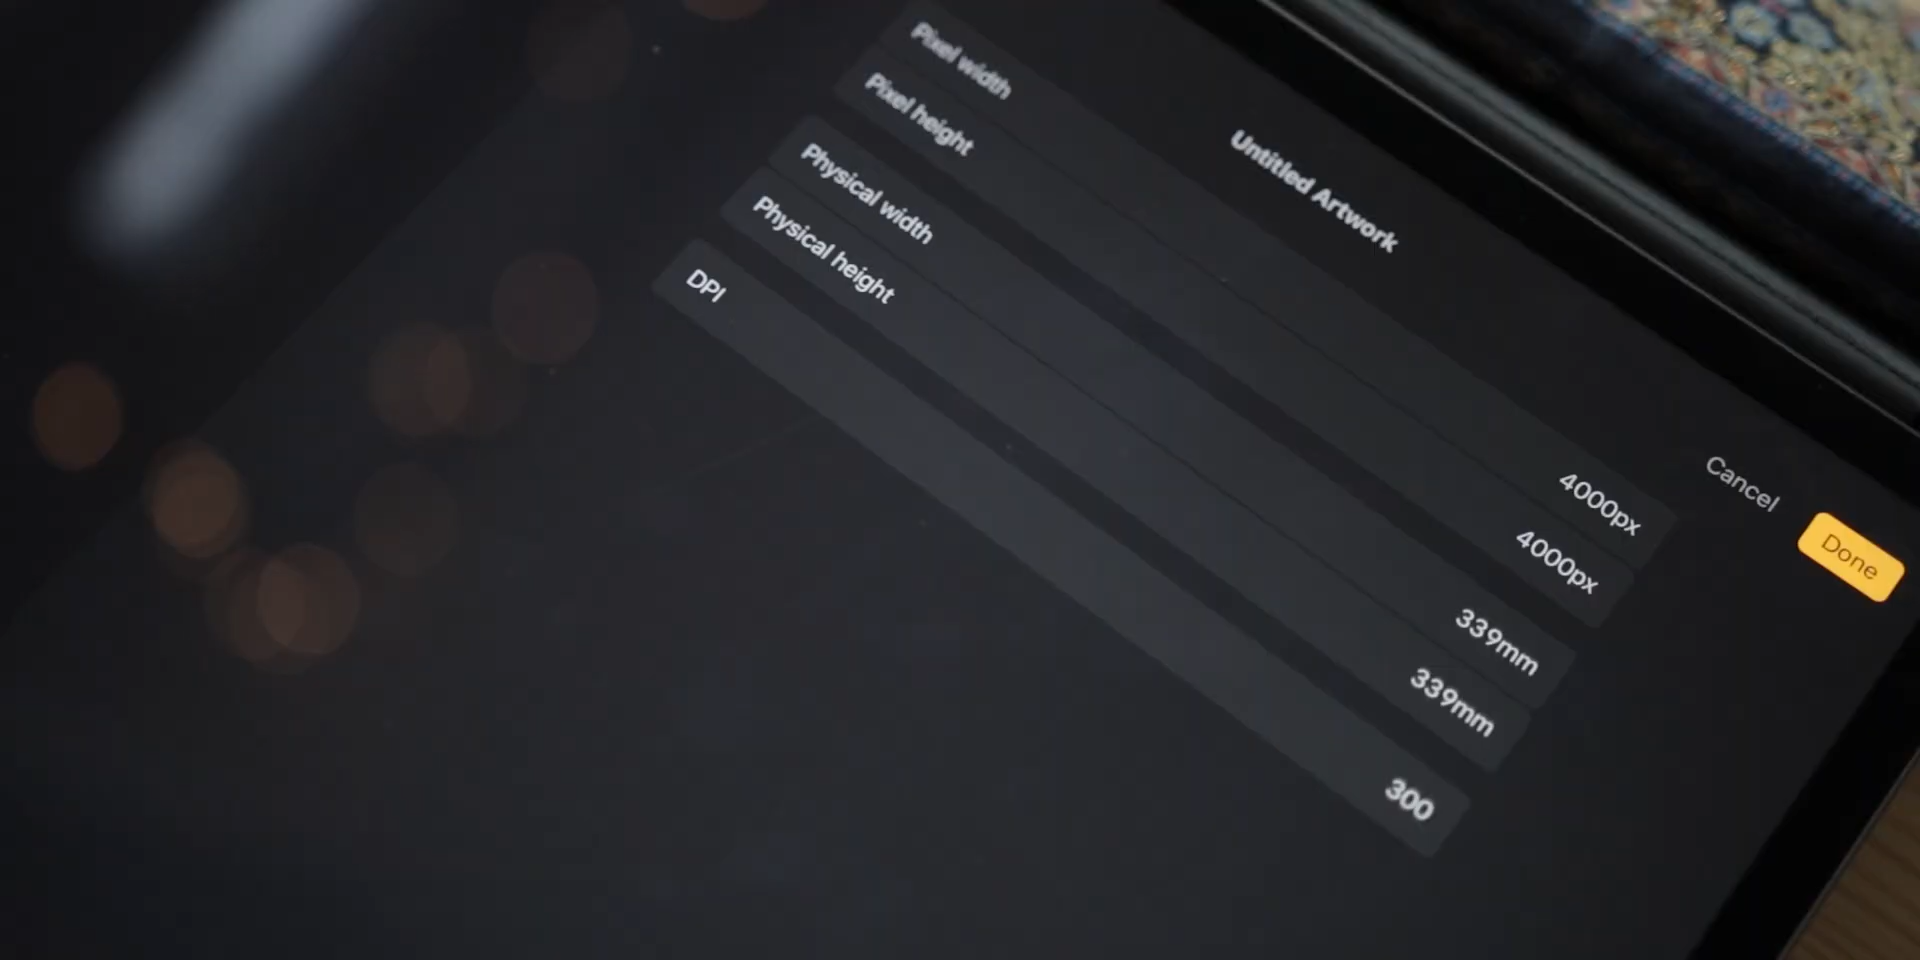 Untitled Artwork
Cancel
Done
Pixel width 4000px
Pixel height 4000px
Physical width 339mm
Physical height 339mm
DPI 300